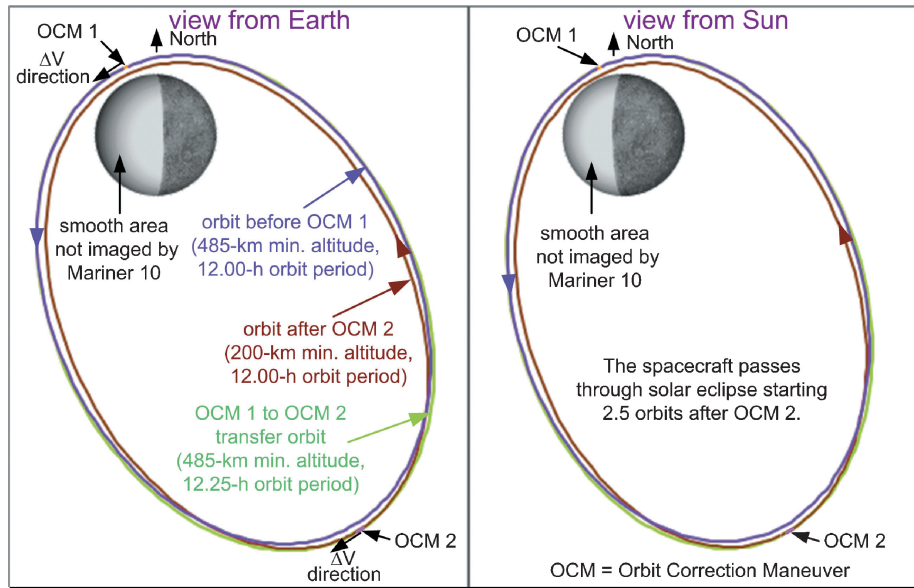 view from Earth
OCM 1
North
ΔV
direction
smooth area
not imaged by
Mariner 10
orbit before OCM 1
(485-km min. altitude,
12.00-h orbit period)
orbit after OCM 2
(200-km min. altitude,
12.00-h orbit period)
OCM 1 to OCM 2
transfer orbit
(485-km min. altitude,
12.25-h orbit period)
OCM 2
ΔV
direction
view from Sun
OCM 1
North
smooth area
not imaged by
Mariner 10
The spacecraft passes
through solar eclipse starting
2.5 orbits after OCM 2.
OCM 2
OCM = Orbit Correction Maneuver